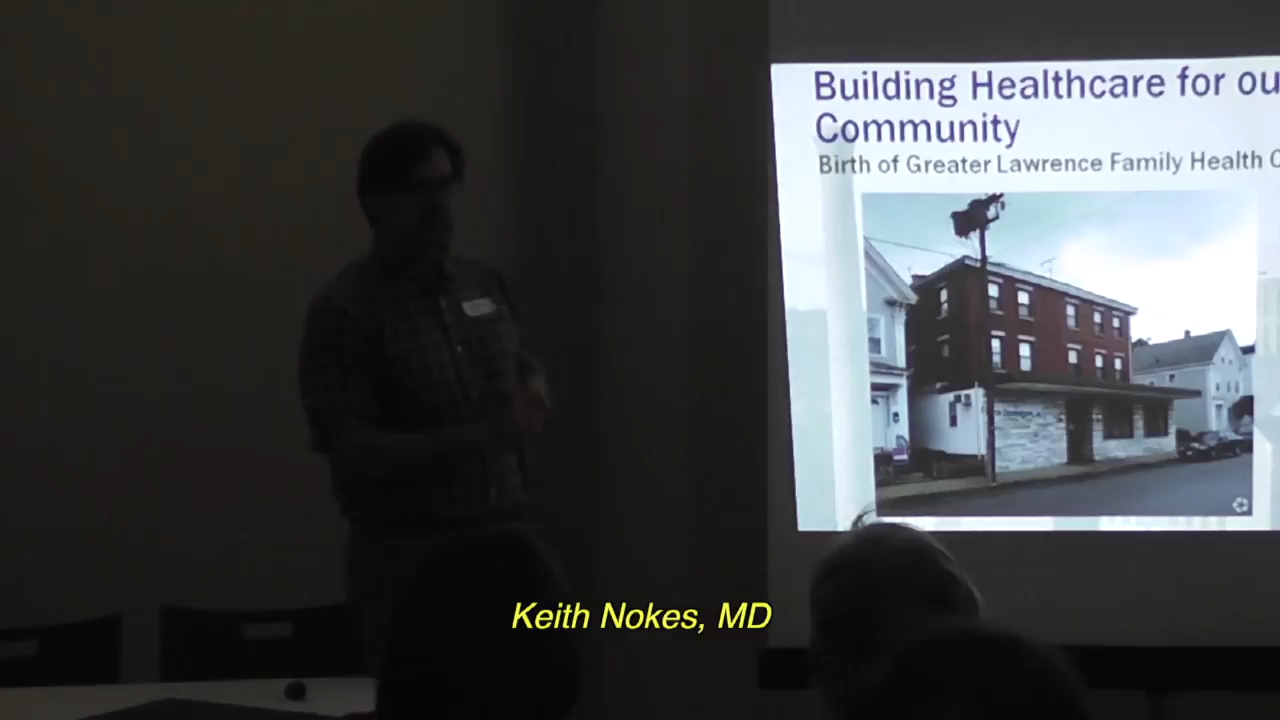 Building Healthcare for ou
Community
Birth of Greater Lawrence Family Health C
Keith Nokes, MD